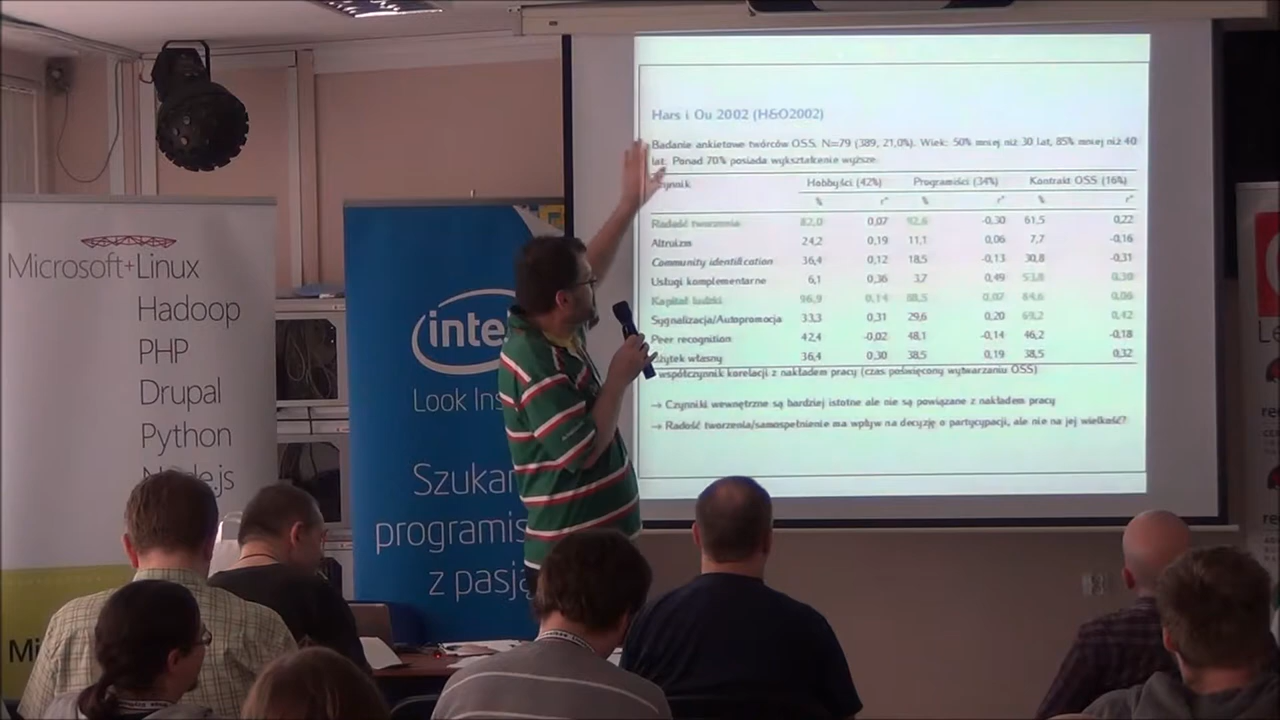 Microsoft+Linux
Hadoop
PHP
Drupal
Python
Node.js
Mi
inte
Look Ins
Szukan
programis
z pasją
Hars i Ou 2002 (H&O2002)
Badanie ankietowe twórców OSS. N=79 (389, 21,0%). Wiek: 50% mniej niż 30 lat, 85% mniej niż 40
lat. Ponad 70% posiada wykształcenie wyższe.
zynnik Hobbyści (42%) Programiści (34%) Kontrakt OSS (16%)
% r* % r* % r*
Radość tworzenia 82,0 0,07 92,6 -0,30 61,5 0,22
Altruizm 24,2 0,19 11,1 0,06 7,7 -0,16
Community identification 36,4 0,12 18,5 -0,13 30,8 -0,31
Usługi komplementarne 6,1 0,36 3,7 0,49 53,8 0,30
Kapitał ludzki 96,9 0,14 88,5 0,07 84,6 0,06
Sygnalizacja/Autopromocja 33,3 0,31 29,6 0,20 69,2 0,42
Peer recognition 42,4 -0,02 48,1 -0,14 46,2 -0,18
Użytek własny 36,4 0,30 38,5 0,19 38,5 0,32
współczynnik korelacji z nakładem pracy (czas poświęcony wytwarzaniu OSS)
→ Czynniki wewnętrzne są bardziej istotne ale nie są powiązane z nakładem pracy
→ Radość tworzenia/samospełnienie ma wpływ na decyzję o partycypacji, ale nie na jej wielkość?